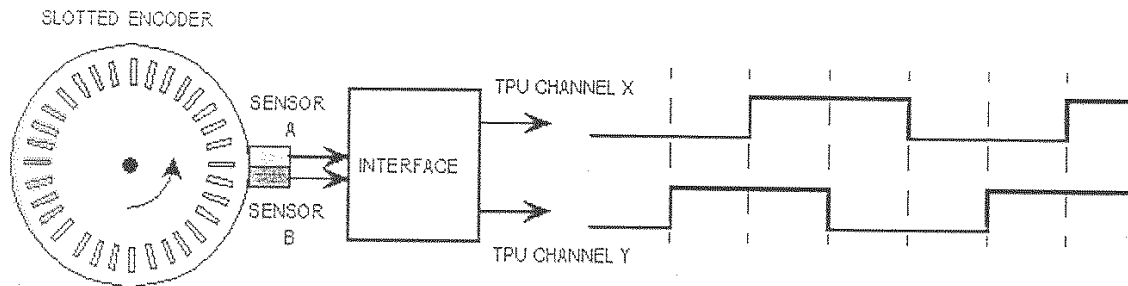 SLOTTED ENCODER
SENSOR
A
SENSOR
B
INTERFACE
TPU CHANNEL X
TPU CHANNEL Y